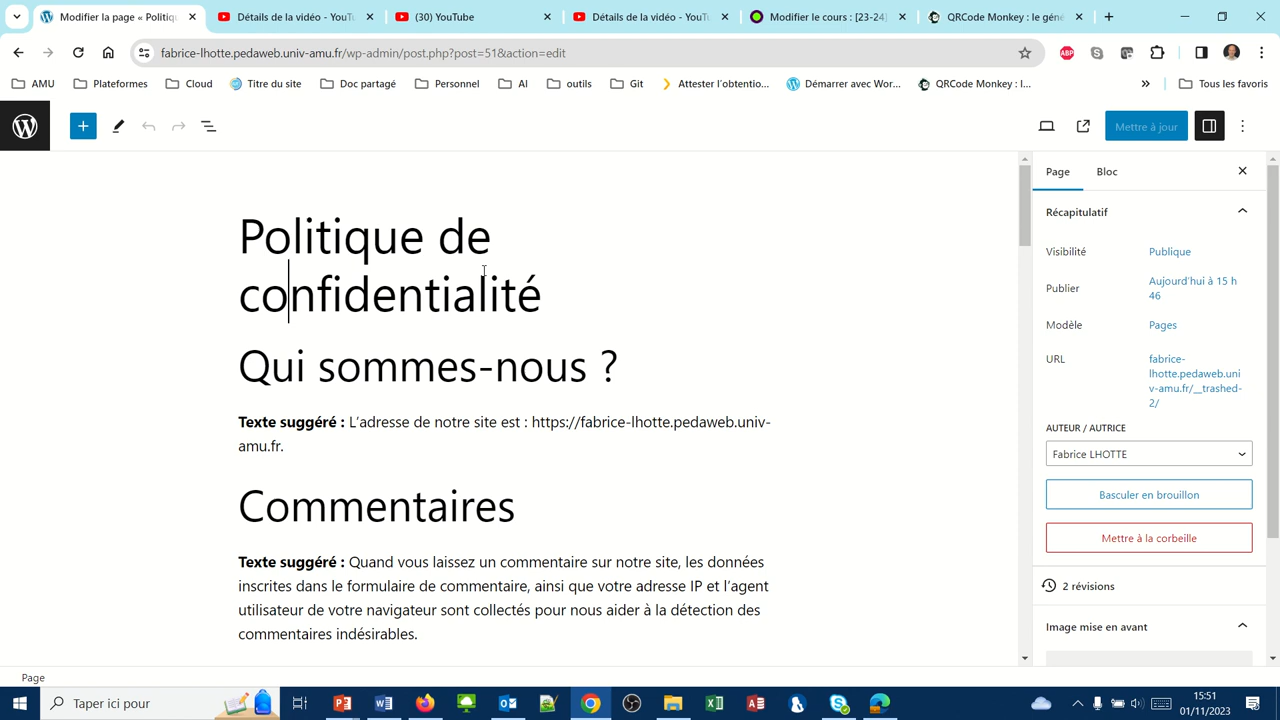 Modifier la page « Politiqu
Détails de la vidéo - YouTu
(30) YouTube
Détails de la vidéo - YouTu
Modifier le cours : [23-24]
QRCode Monkey : le géné
fabrice-lhotte.pedaweb.univ-amu.fr/wp-admin/post.php?post=51&action=edit
ABP
AMU
Plateformes
Cloud
Titre du site
Doc partagé
Personnel
AI
outils
Git
Attester l'obtentio...
Démarrer avec Wor...
QRCode Monkey : l...
»
Tous les favoris
Mettre à jour
Page
Bloc
Politique de
confidentialité
Qui sommes-nous ?
Texte suggéré : L'adresse de notre site est : https://fabrice-lhotte.pedaweb.univ-
amu.fr.
Commentaires
Texte suggéré : Quand vous laissez un commentaire sur notre site, les données
inscrites dans le formulaire de commentaire, ainsi que votre adresse IP et l'agent
utilisateur de votre navigateur sont collectés pour nous aider à la détection des
commentaires indésirables.
Récapitulatif
Visibilité
Publique
Publier
Aujourd'hui à 15 h
46
Modèle
Pages
URL
fabrice-
lhotte.pedaweb.uni
v-amu.fr/__trashed-
2/
AUTEUR / AUTRICE
Fabrice LHOTTE
Basculer en brouillon
Mettre à la corbeille
2 révisions
Image mise en avant
Page
Taper ici pour
15:51
01/11/2023